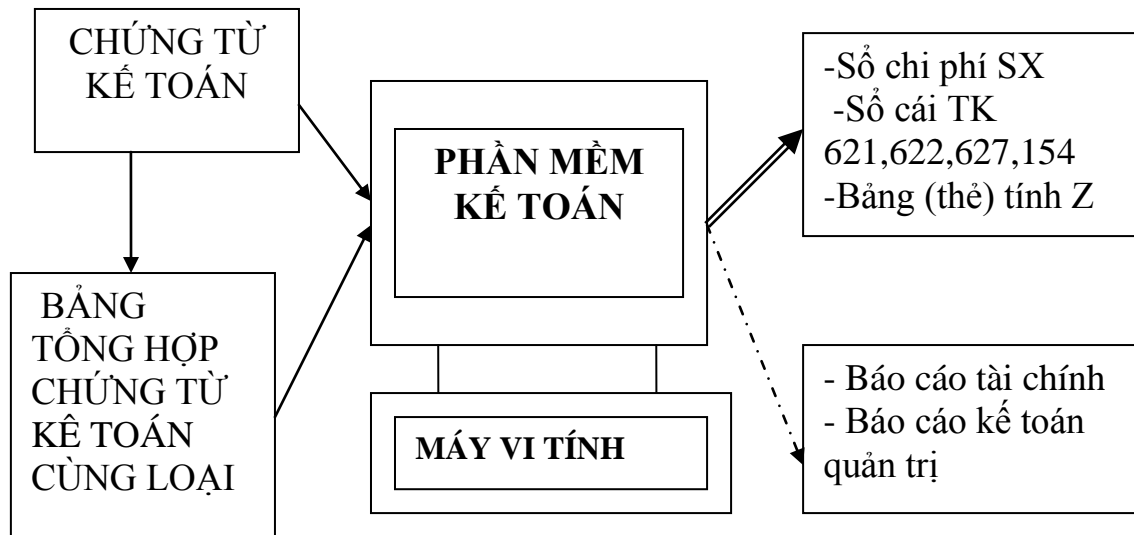 CHỨNG TỪ
KẾ TOÁN
BẢNG
TỔNG HỢP
CHỨNG TỪ
KÊ TOÁN
CÙNG LOẠI
PHẦN MỀM
KẾ TOÁN
MÁY VI TÍNH
-Sổ chi phí SX
-Sổ cái TK
621,622,627,154
-Bảng (thẻ) tính Z
- Báo cáo tài chính
- Báo cáo kế toán
quản trị